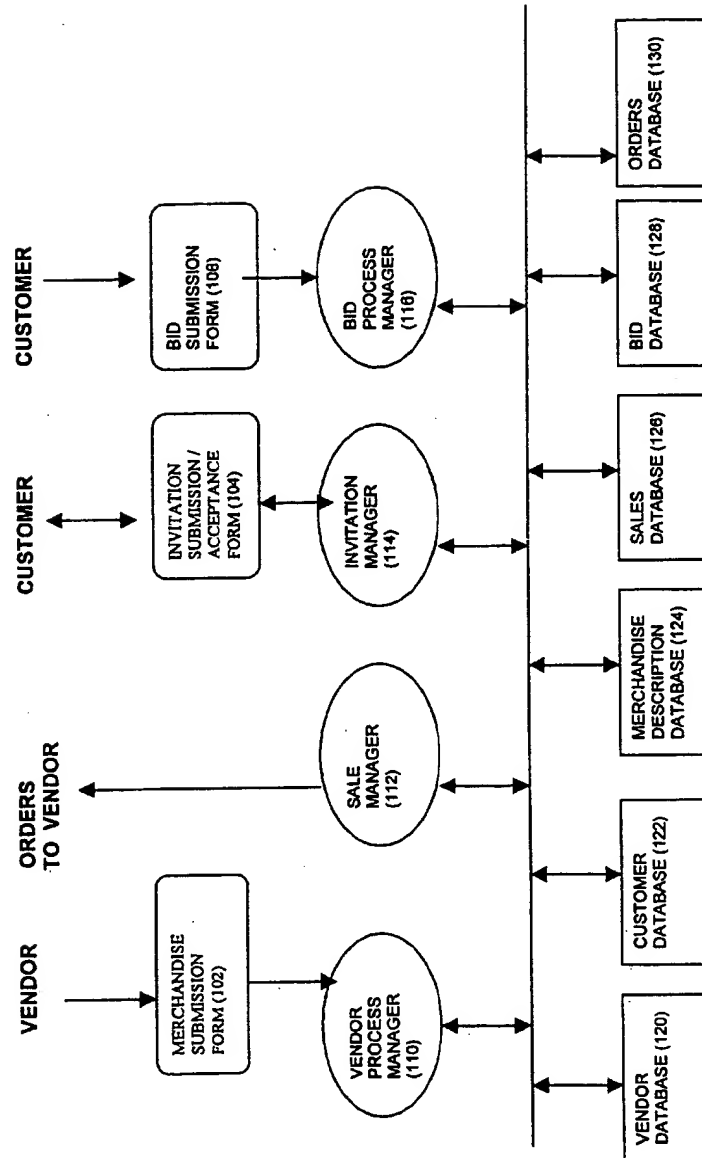 VENDOR
ORDERS
TO VENDOR
CUSTOMER
CUSTOMER
MERCHANDISE
SUBMISSION
FORM (102)
INVITATION
SUBMISSION /
ACCEPTANCE
FORM (104)
BID
SUBMISSION
FORM (108)
VENDOR
PROCESS
MANAGER
(110)
SALE
MANAGER
(112)
INVITATION
MANAGER
(114)
BID
PROCESS
MANAGER
(116)
VENDOR
DATABASE (120)
CUSTOMER
DATABASE (122)
MERCHANDISE
DESCRIPTION
DATABASE (124)
SALES
DATABASE (126)
BID
DATABASE (128)
ORDERS
DATABASE (130)